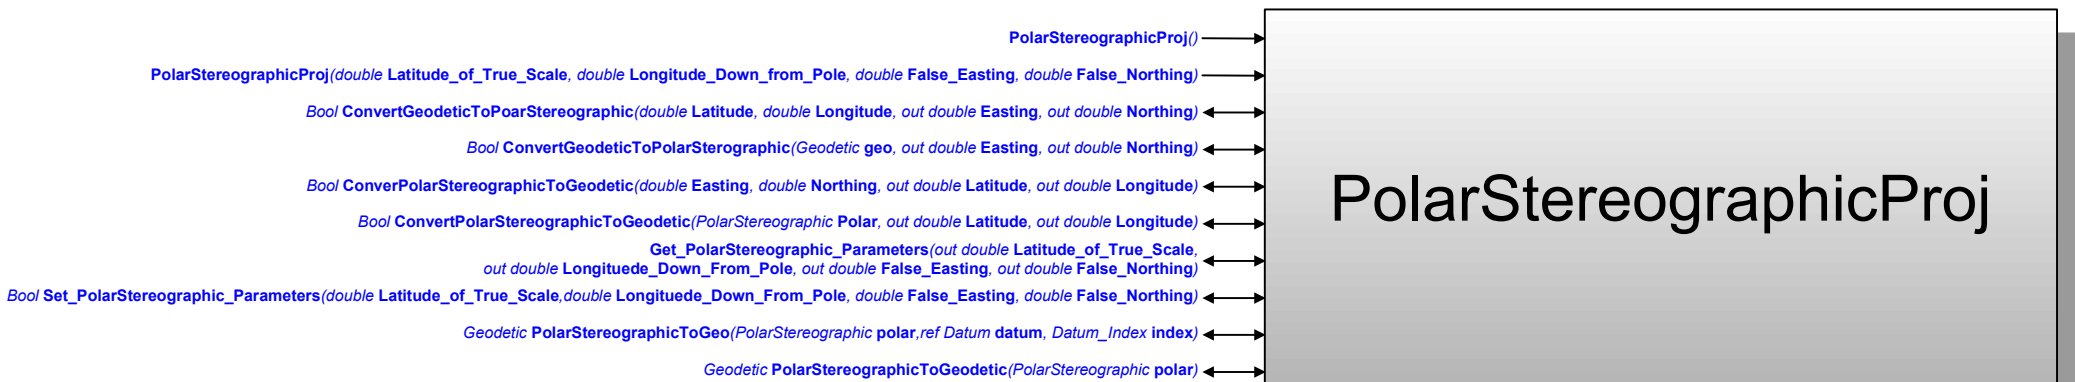 PolarStereographicProj()
PolarStereographicProj(double Latitude_of_True_Scale, double Longitude_Down_from_Pole, double False_Easting, double False_Northing)
Bool ConvertGeodeticToPoarStereographic(double Latitude, double Longitude, out double Easting, out double Northing)
Bool ConvertGeodeticToPolarSterographic(Geodetic geo, out double Easting, out double Northing)
Bool ConverPolarStereographicToGeodetic(double Easting, double Northing, out double Latitude, out double Longitude)
Bool ConvertPolarStereographicToGeodetic(PolarStereographic Polar, out double Latitude, out double Longitude)
Get_PolarStereographic_Parameters(out double Latitude_of_True_Scale,
out double Longituede_Down_From_Pole, out double False_Easting, out double False_Northing)
Bool Set_PolarStereographic_Parameters(double Latitude_of_True_Scale,double Longituede_Down_From_Pole, double False_Easting, double False_Northing)
Geodetic PolarStereographicToGeo(PolarStereographic polar,ref Datum datum, Datum_Index index)
Geodetic PolarStereographicToGeodetic(PolarStereographic polar)
PolarStereographicProj